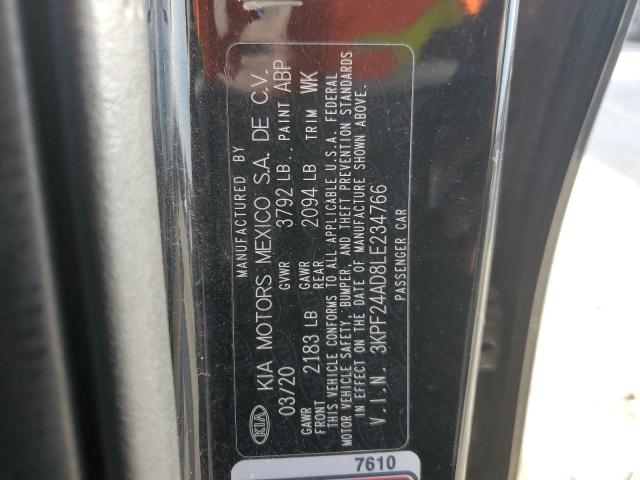 MANUFACTURED BY
KIA KIA MOTORS MEXICO S.A. DE C.V.
03/20 GVWR 3792 LB PAINT ABP
GAWR FRONT 2183 LB GAWR REAR 2094 LB TRIM WK
THIS VEHICLE CONFORMS TO ALL APPLICABLE U.S.A. FEDERAL
MOTOR VEHICLE SAFETY, BUMPER, AND THEFT PREVENTION STANDARDS
IN EFFECT ON THE DATE OF MANUFACTURE SHOWN ABOVE.
V.I.N. 3KPF24AD8LE234766
PASSENGER CAR
7610